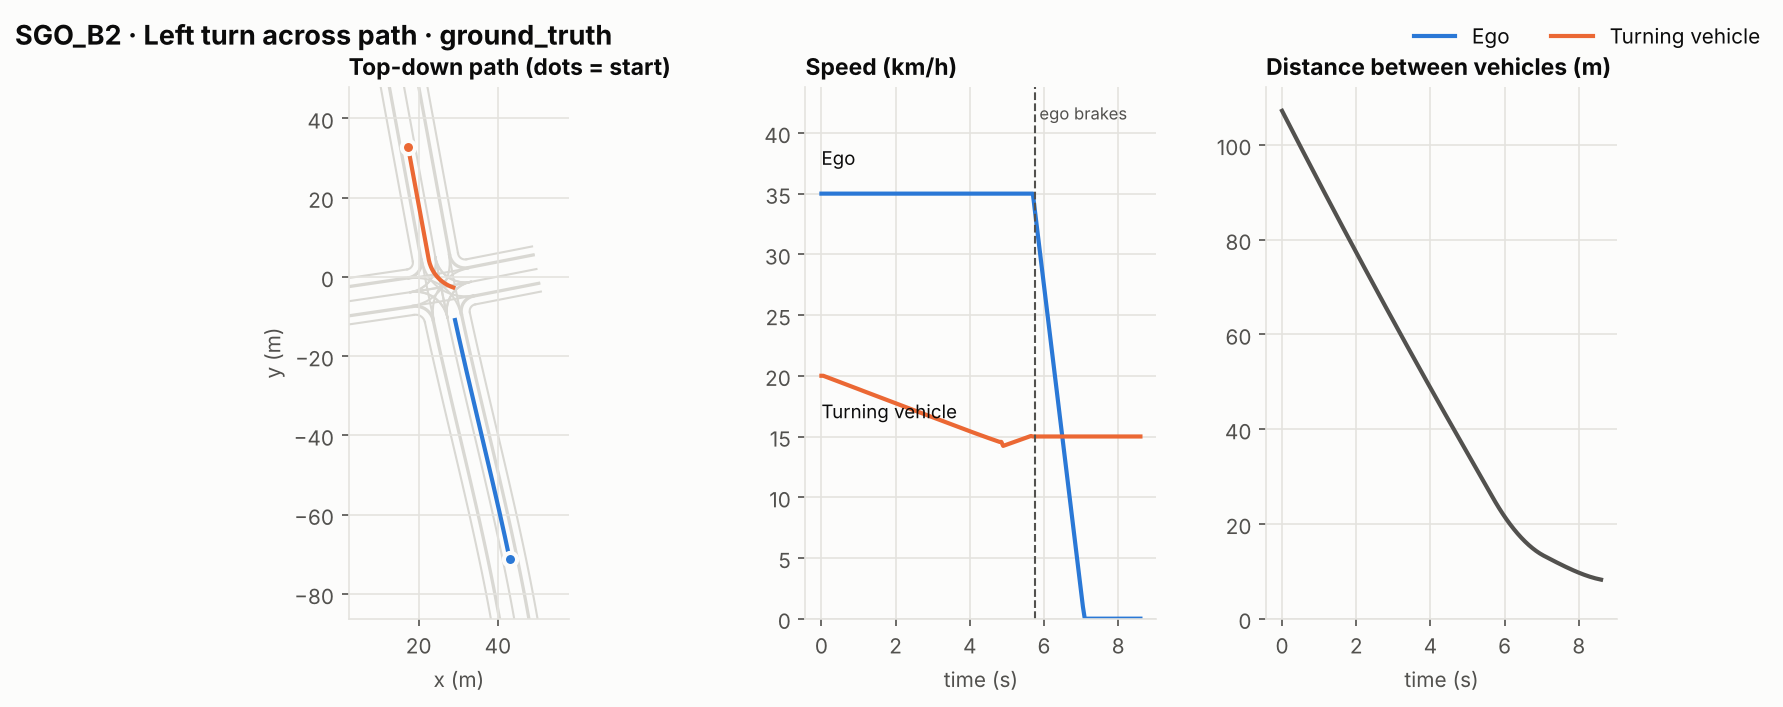 SGO_B2 · Left turn across path · ground_truth
Ego
Turning vehicle
Top-down path (dots = start)
40
20
0
−20
−40
−60
−80
y (m)
20
40
x (m)
Speed (km/h)
ego brakes
Ego
Turning vehicle
40
35
30
25
20
15
10
5
0
0
2
4
6
8
time (s)
Distance between vehicles (m)
100
80
60
40
20
0
0
2
4
6
8
time (s)